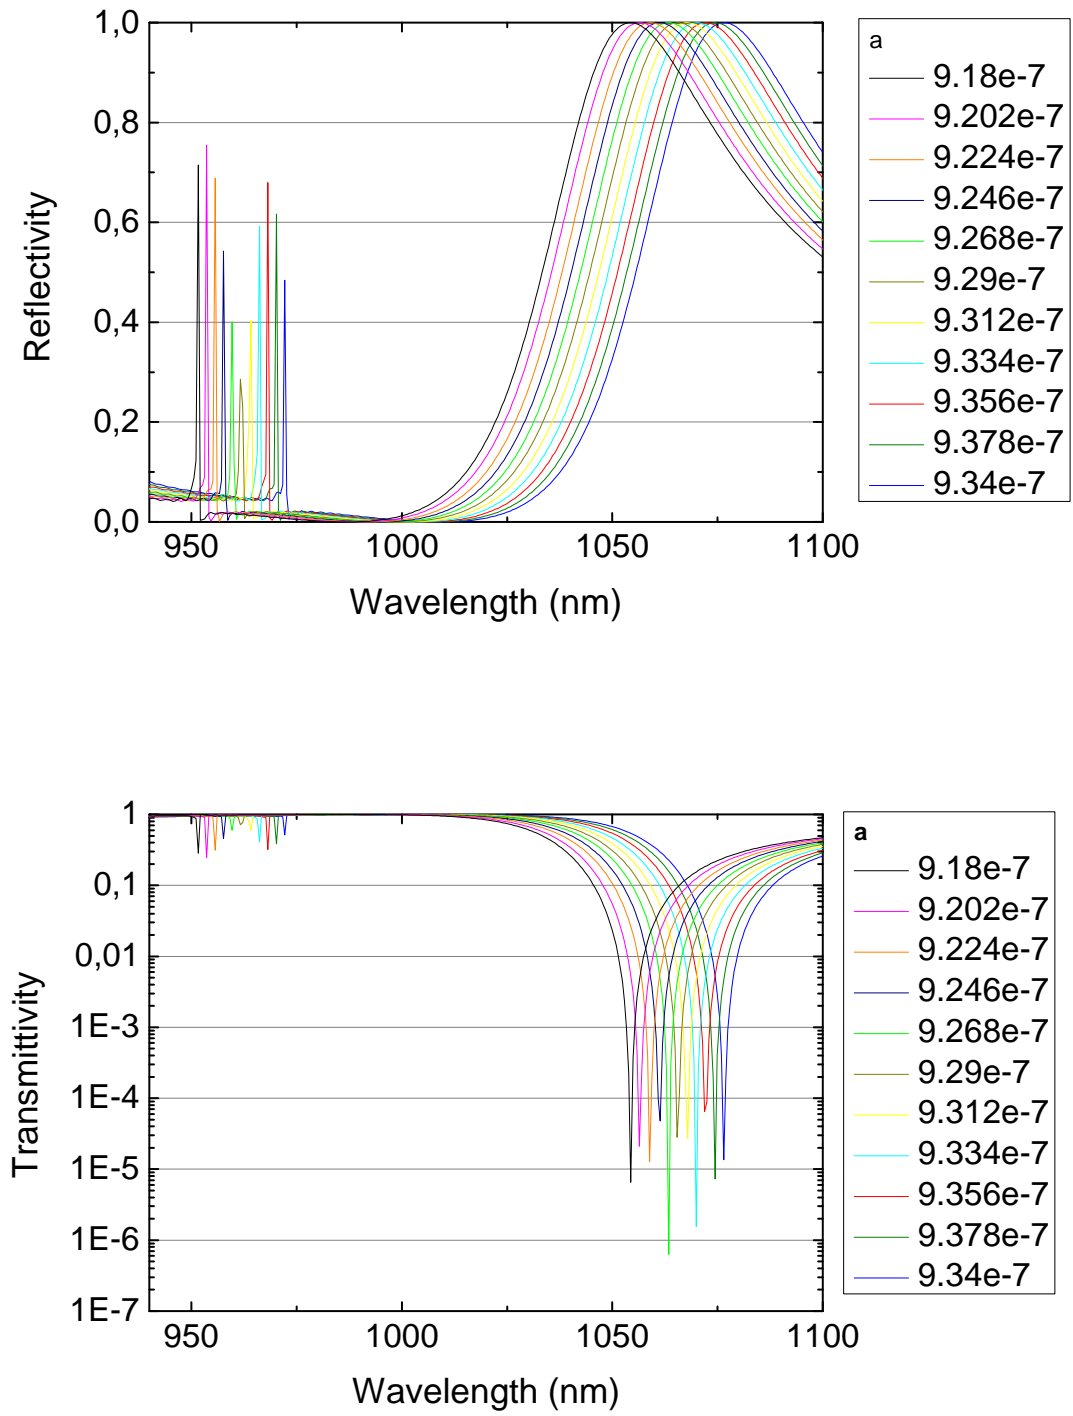 1,0
0,8
0,6
0,4
0,2
0,0
Reflectivity
950
1000
1050
1100
Wavelength (nm)
a
9.18e-7
9.202e-7
9.224e-7
9.246e-7
9.268e-7
9.29e-7
9.312e-7
9.334e-7
9.356e-7
9.378e-7
9.34e-7
1
0,1
0,01
1E-3
1E-4
1E-5
1E-6
1E-7
Transmittivity
950
1000
1050
1100
Wavelength (nm)
a
9.18e-7
9.202e-7
9.224e-7
9.246e-7
9.268e-7
9.29e-7
9.312e-7
9.334e-7
9.356e-7
9.378e-7
9.34e-7